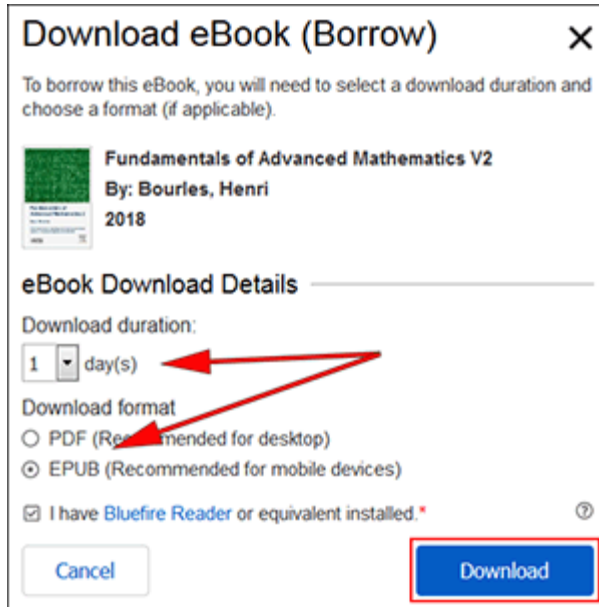 Download eBook (Borrow)
To borrow this eBook, you will need to select a download duration and
choose a format (if applicable).
Fundamentals of Advanced Mathematics V2
By: Bourles, Henri
2018
eBook Download Details
Download duration:
1 day(s)
Download format
PDF (Recommended for desktop)
EPUB (Recommended for mobile devices)
I have Bluefire Reader or equivalent installed.*
Cancel
Download